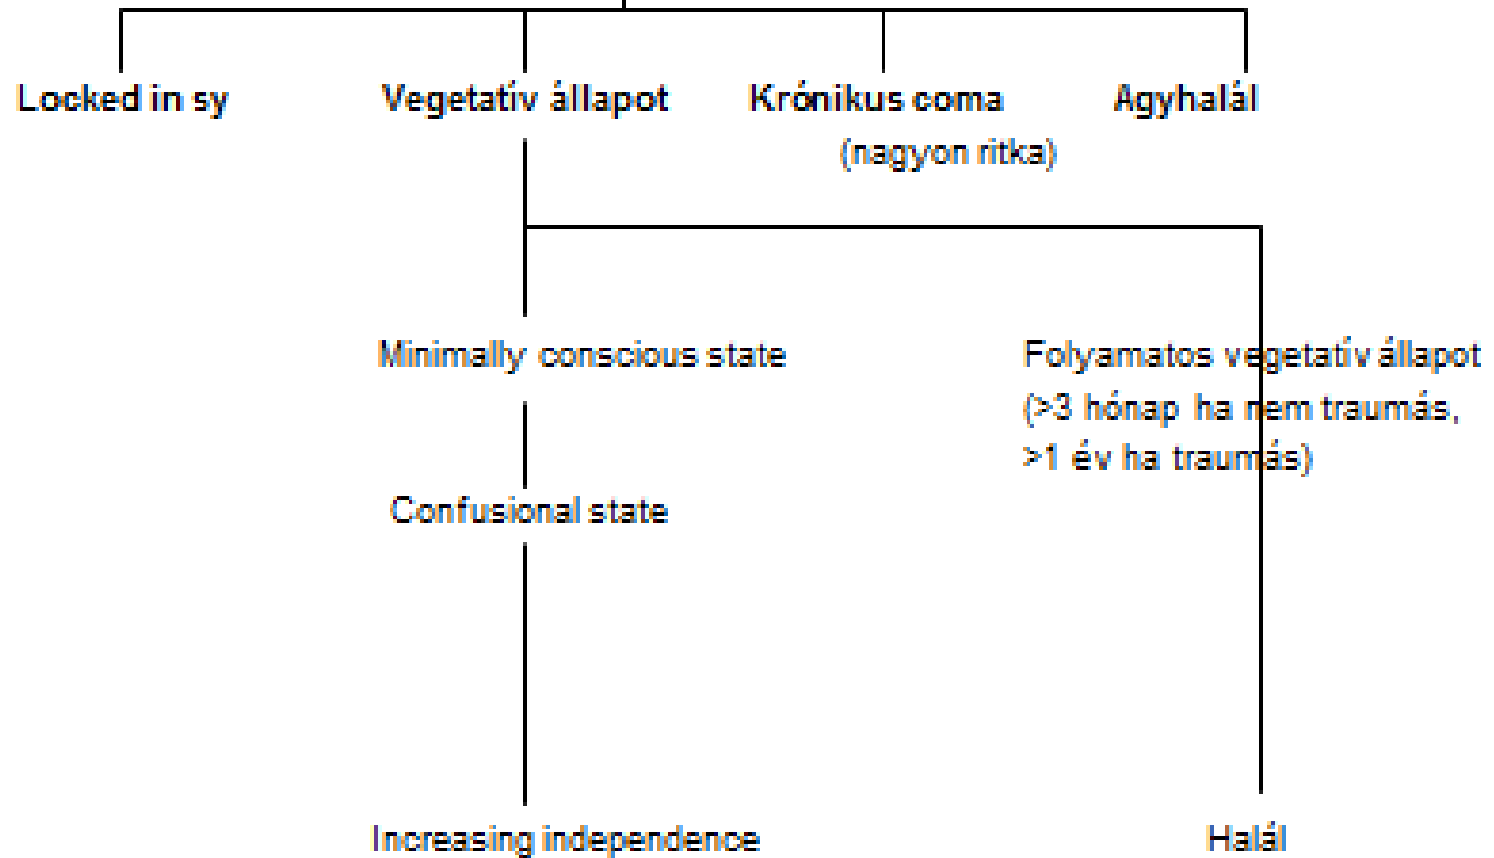 Locked in sy
Vegetatív állapot
Krónikus coma
Agyhalál
(nagyon ritka)
Minimally conscious state
Folyamatos vegetatív állapot
(>3 hónap ha nem traumás,
>1 év ha traumás)
Confusional state
Increasing independence
Halál